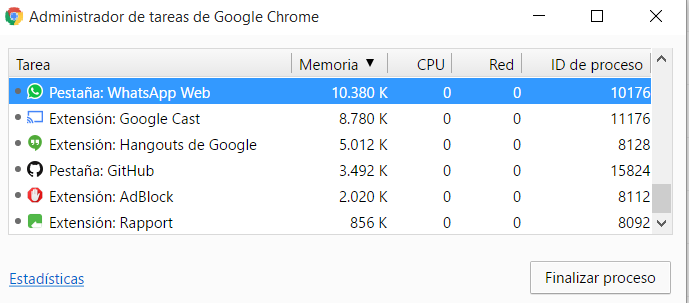 Administrador de tareas de Google Chrome
Tarea Memoria ▼ CPU Red ID de proceso
Pestaña: WhatsApp Web 10.380 K 0 0 10176
Extensión: Google Cast 8.780 K 0 0 11176
Extensión: Hangouts de Google 5.012 K 0 0 8128
Pestaña: GitHub 3.492 K 0 0 15824
Extensión: AdBlock 2.020 K 0 0 8112
Extensión: Rapport 856 K 0 0 8092
Estadísticas Finalizar proceso